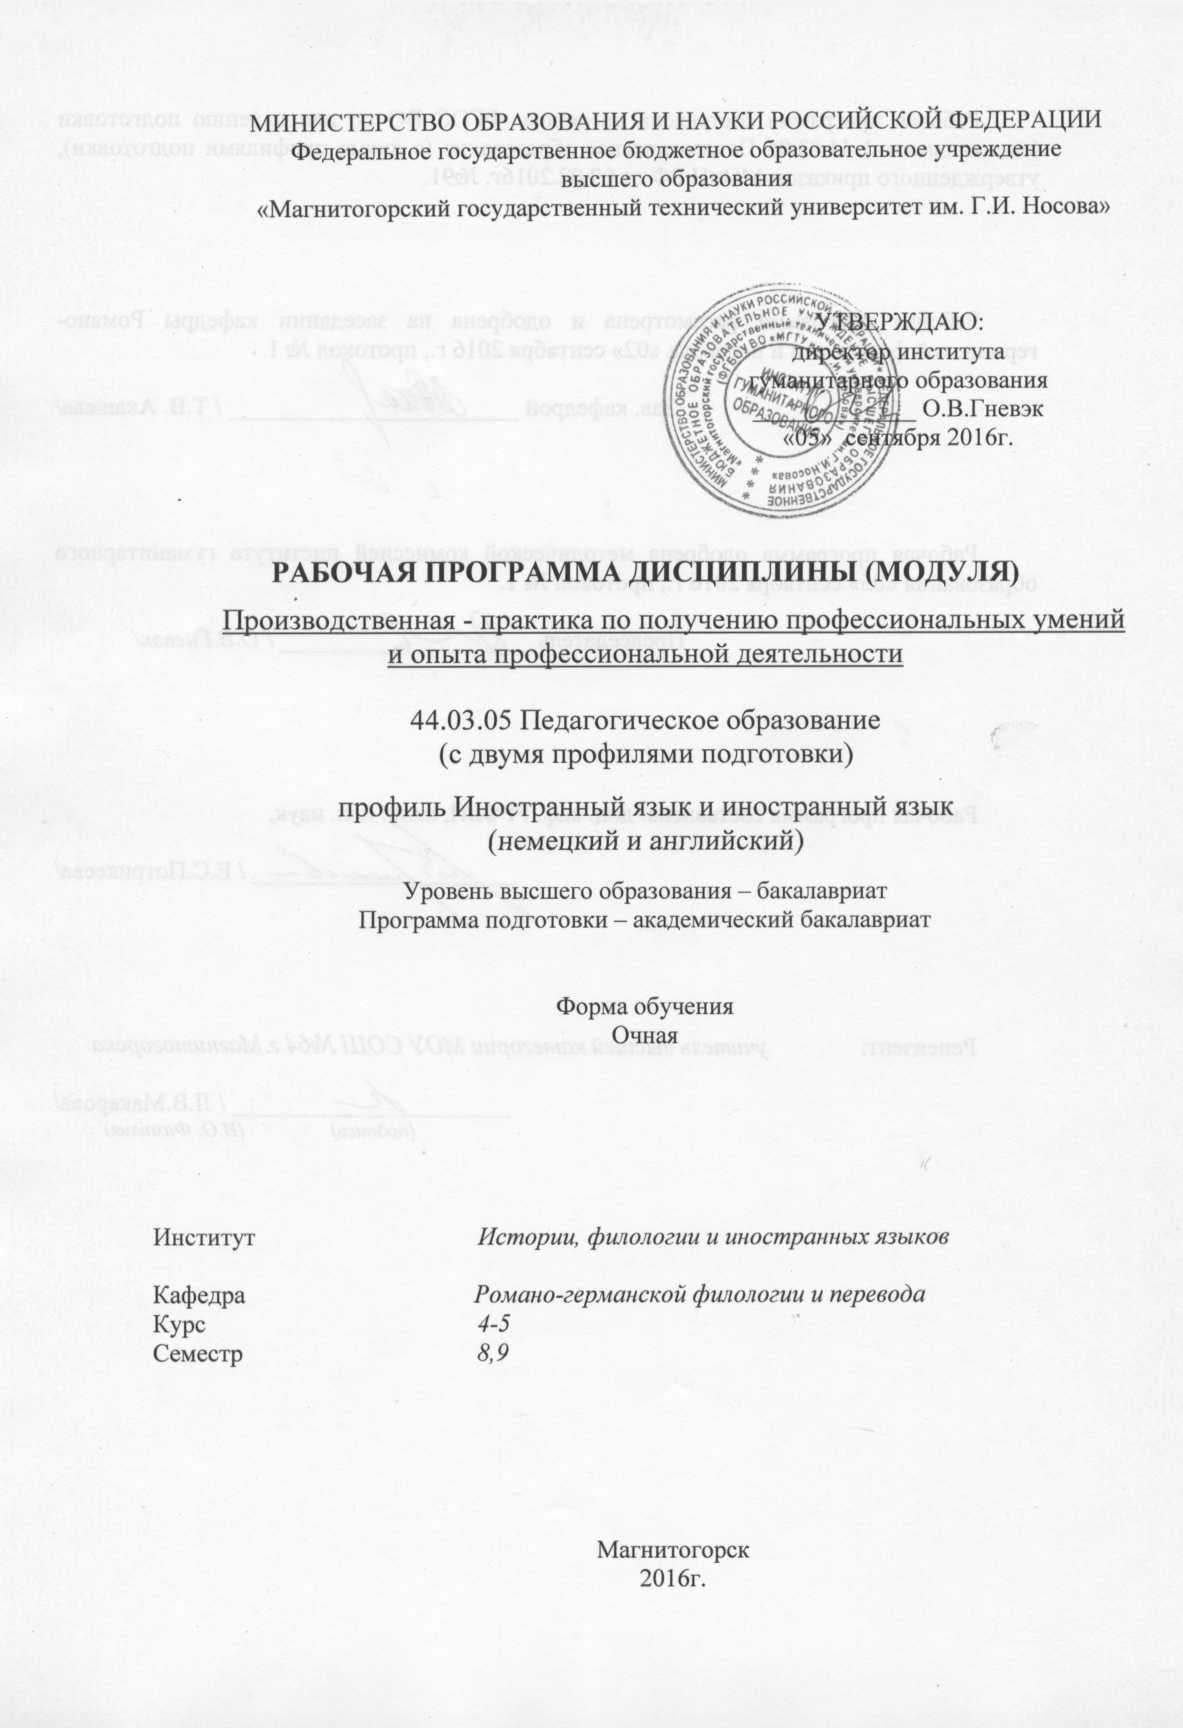 МИНИСТЕРСТВО ОБРАЗОВАНИЯ И НАУКИ РОССИЙСКОЙ ФЕДЕРАЦИИ
Федеральное государственное бюджетное образовательное учреждение
высшего образования
«Магнитогорский государственный технический университет им. Г.И. Носова»
УТВЕРЖДАЮ:
директор института
гуманитарного образования
О.В.Гневэк
«05» сентября 2016г.
ИНСТИТУТ
ГУМАНИТАРНОГО
ОБРАЗОВАНИЯ
РАБОЧАЯ ПРОГРАММА ДИСЦИПЛИНЫ (МОДУЛЯ)
Производственная - практика по получению профессиональных умений
и опыта профессиональной деятельности
44.03.05 Педагогическое образование
(с двумя профилями подготовки)
профиль Иностранный язык и иностранный язык
(немецкий и английский)
Уровень высшего образования – бакалавриат
Программа подготовки – академический бакалавриат
Форма обучения
Очная
Институт Истории, филологии и иностранных языков
Кафедра Романо-германской филологии и перевода
Курс 4-5
Семестр 8,9
Магнитогорск
2016г.